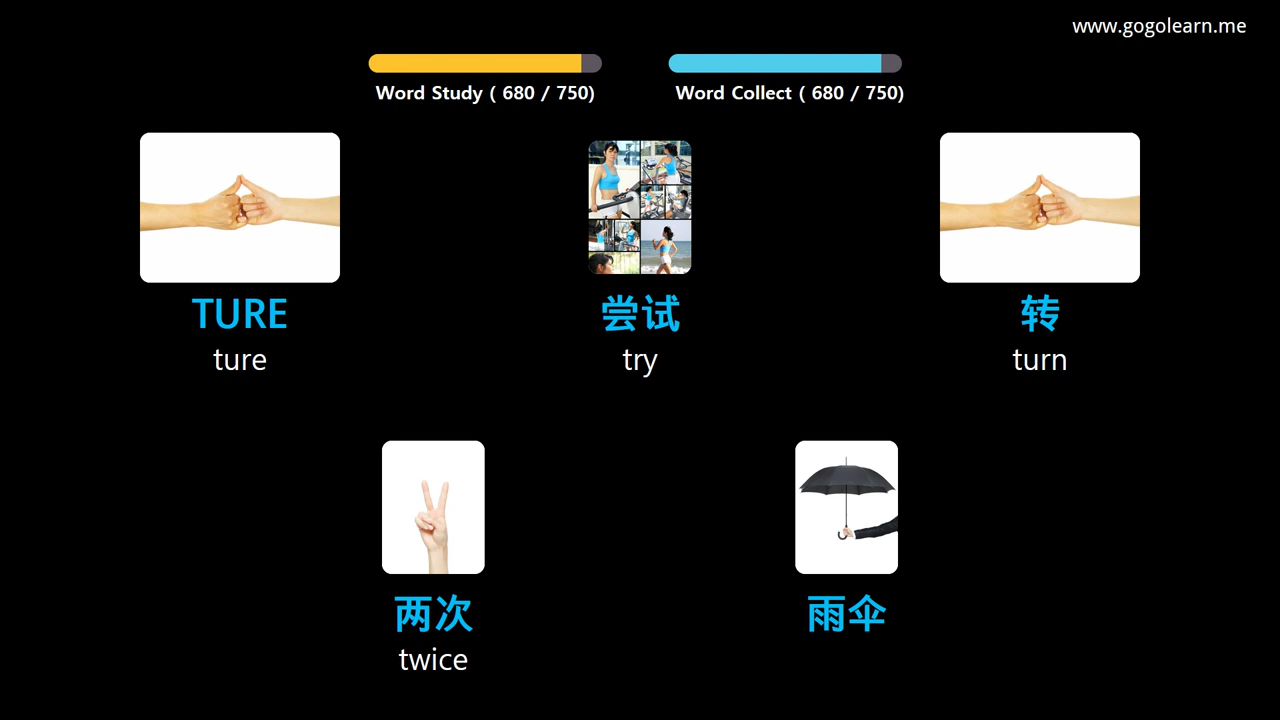 www.gogolearn.me
Word Study ( 680 / 750)
Word Collect ( 680 / 750)
TURE
ture
尝试
try
转
turn
两次
twice
雨伞